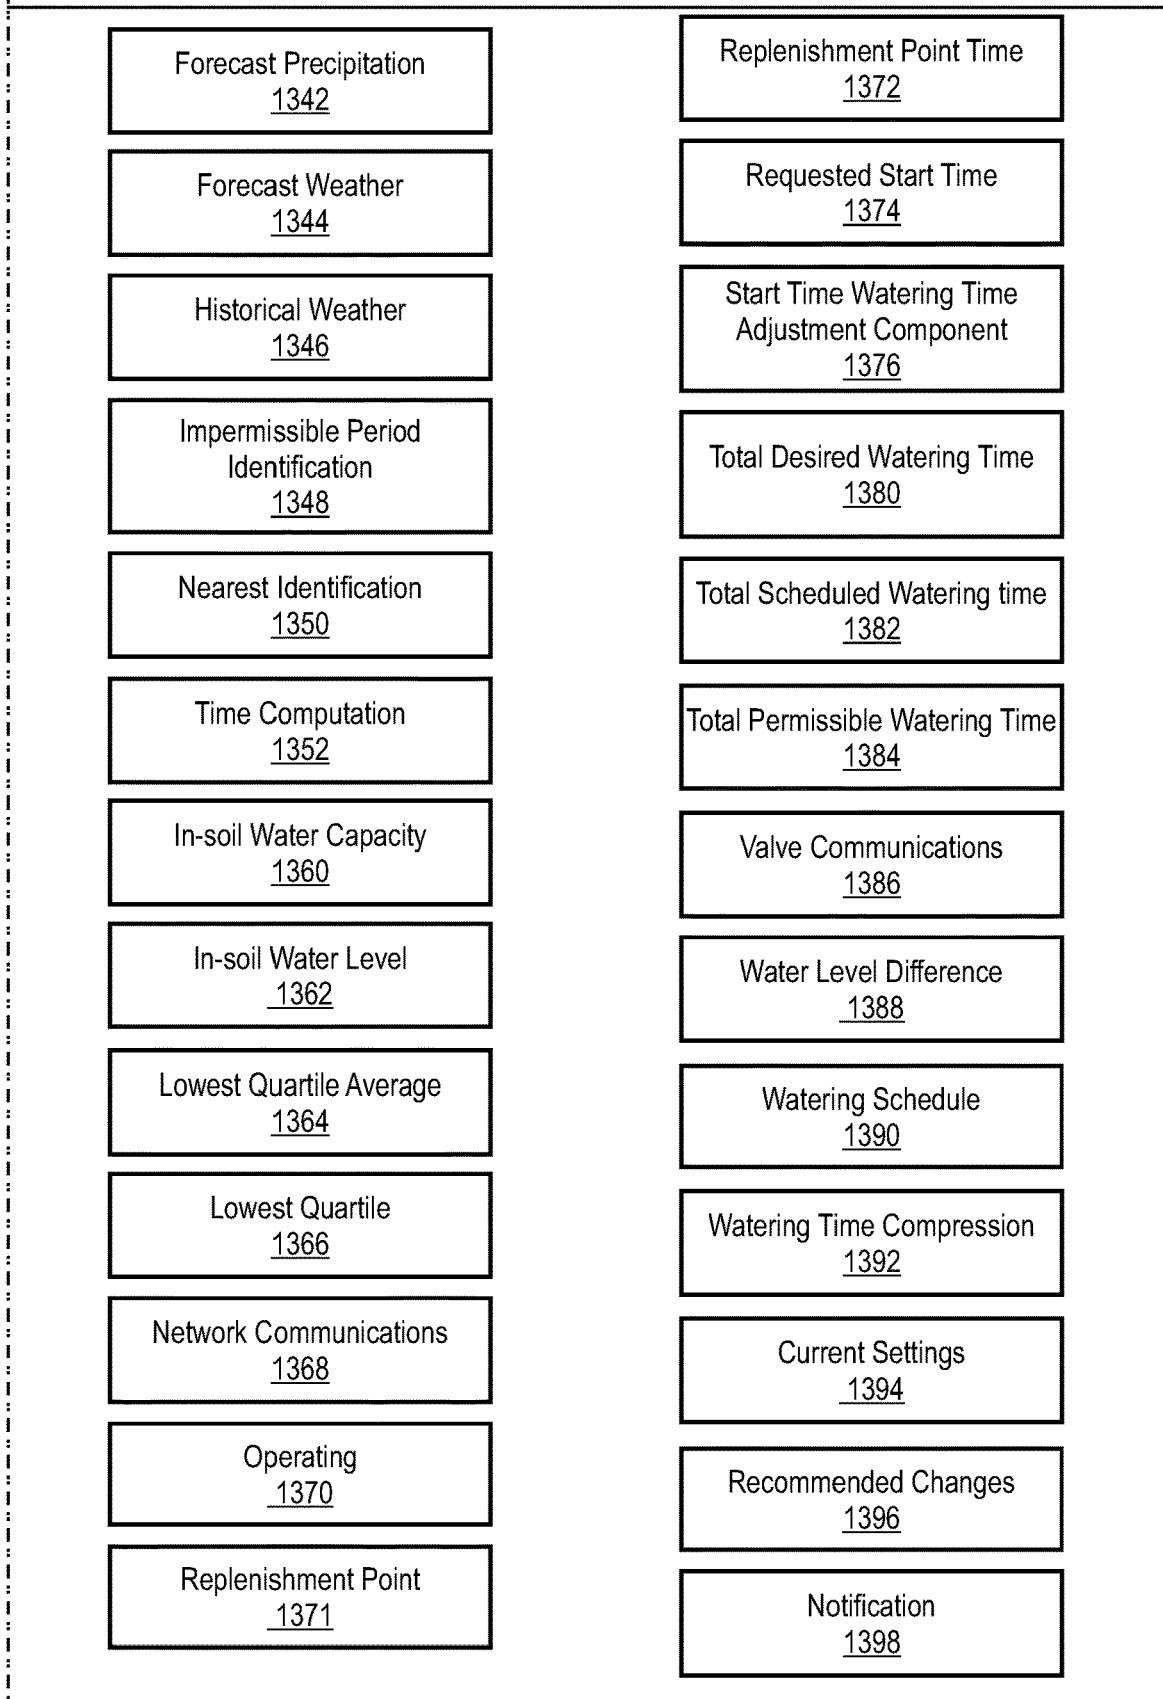 Forecast Precipitation
1342
Forecast Weather
1344
Historical Weather
1346
Impermissible Period
Identification
1348
Nearest Identification
1350
Time Computation
1352
In-soil Water Capacity
1360
In-soil Water Level
1362
Lowest Quartile Average
1364
Lowest Quartile
1366
Network Communications
1368
Operating
1370
Replenishment Point
1371
Replenishment Point Time
1372
Requested Start Time
1374
Start Time Watering Time
Adjustment Component
1376
Total Desired Watering Time
1380
Total Scheduled Watering time
1382
Total Permissible Watering Time
1384
Valve Communications
1386
Water Level Difference
1388
Watering Schedule
1390
Watering Time Compression
1392
Current Settings
1394
Recommended Changes
1396
Notification
1398